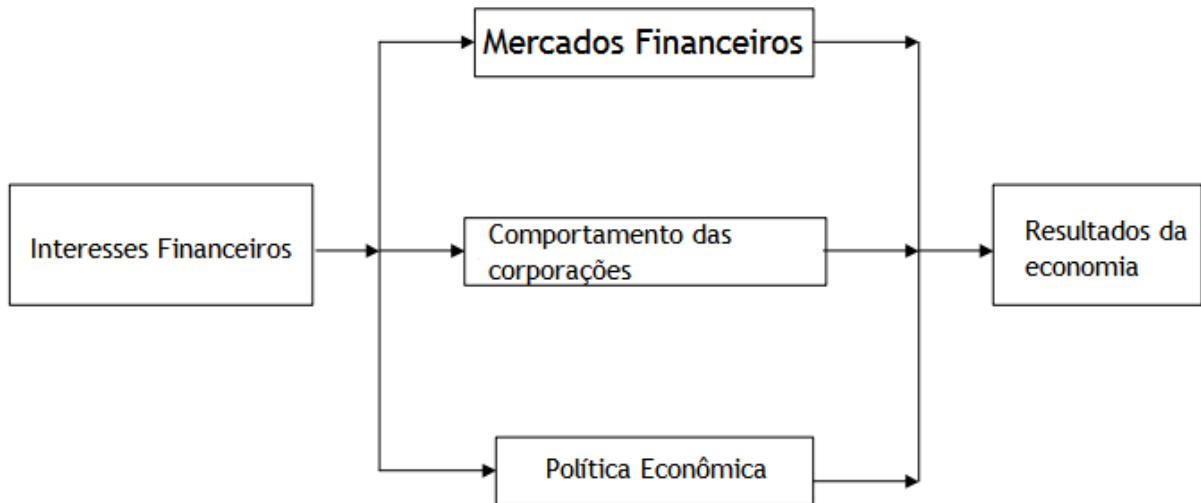 Mercados Financeiros
Interesses Financeiros
Comportamento das
corporações
Resultados da
economia
Política Econômica